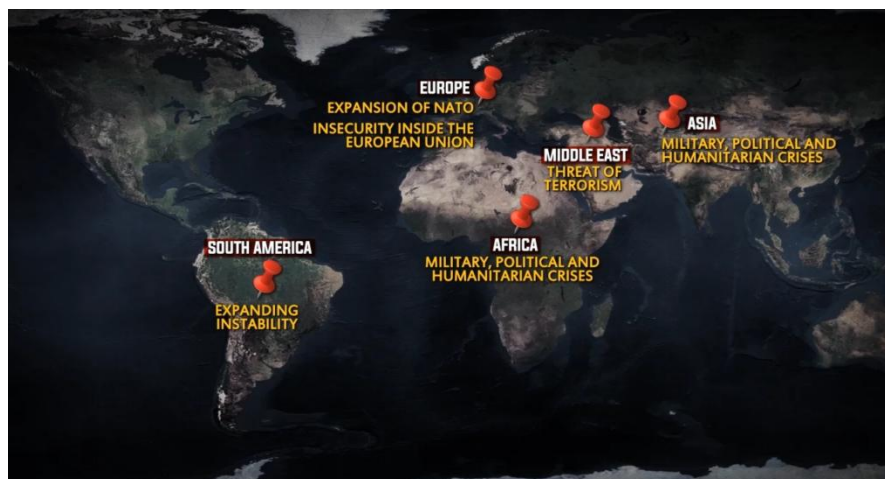 EUROPE
EXPANSION OF NATO
INSECURITY INSIDE THE
EUROPEAN UNION
ASIA
MILITARY, POLITICAL AND
HUMANITARIAN CRISES
MIDDLE EAST
THREAT OF
TERRORISM
AFRICA
MILITARY, POLITICAL AND
HUMANITARIAN CRISES
SOUTH AMERICA
EXPANDING
INSTABILITY